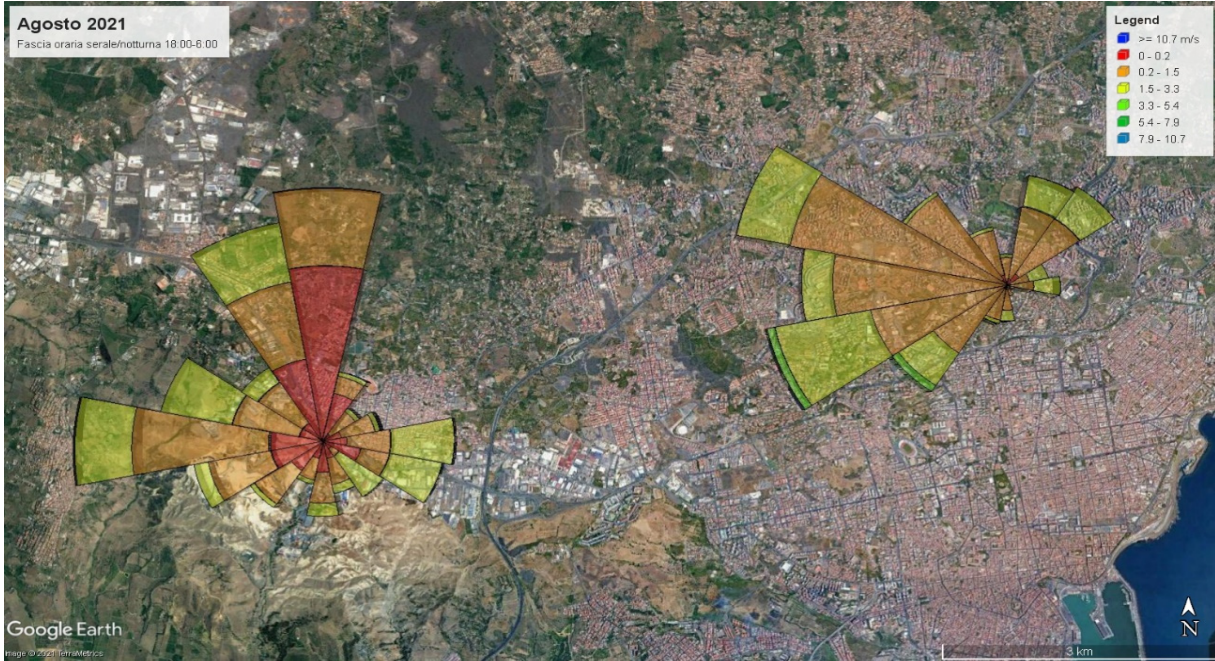 Agosto 2021
Fascia oraria serale/notturna 18:00-6:00
Legend
>= 10.7 m/s
0 - 0.2
0.2 - 1.5
1.5 - 3.3
3.3 - 5.4
5.4 - 7.9
7.9 - 10.7
Google Earth
Image © 2021 TerraMetrics
N
3 km